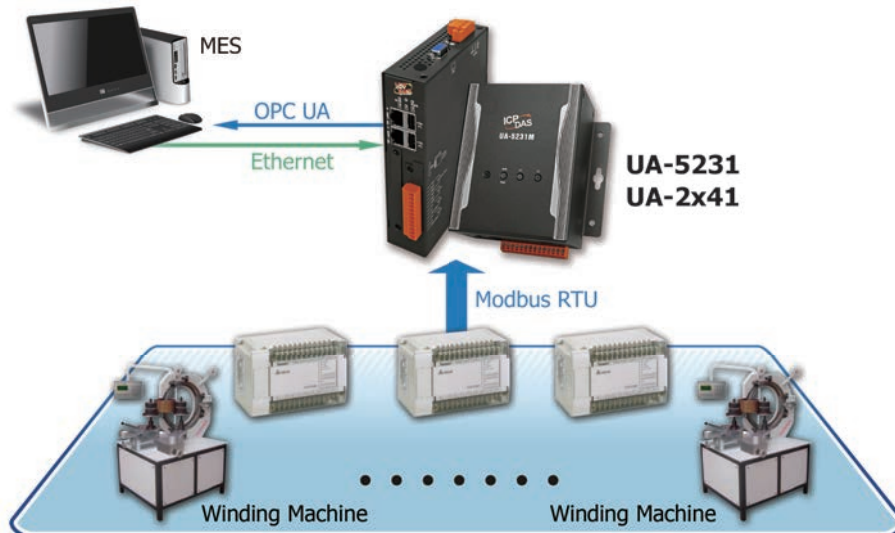 MES
OPC UA
Ethernet
ICP
DAS
UA-5231M
UA-5231
UA-2x41
Modbus RTU
Winding Machine
Winding Machine